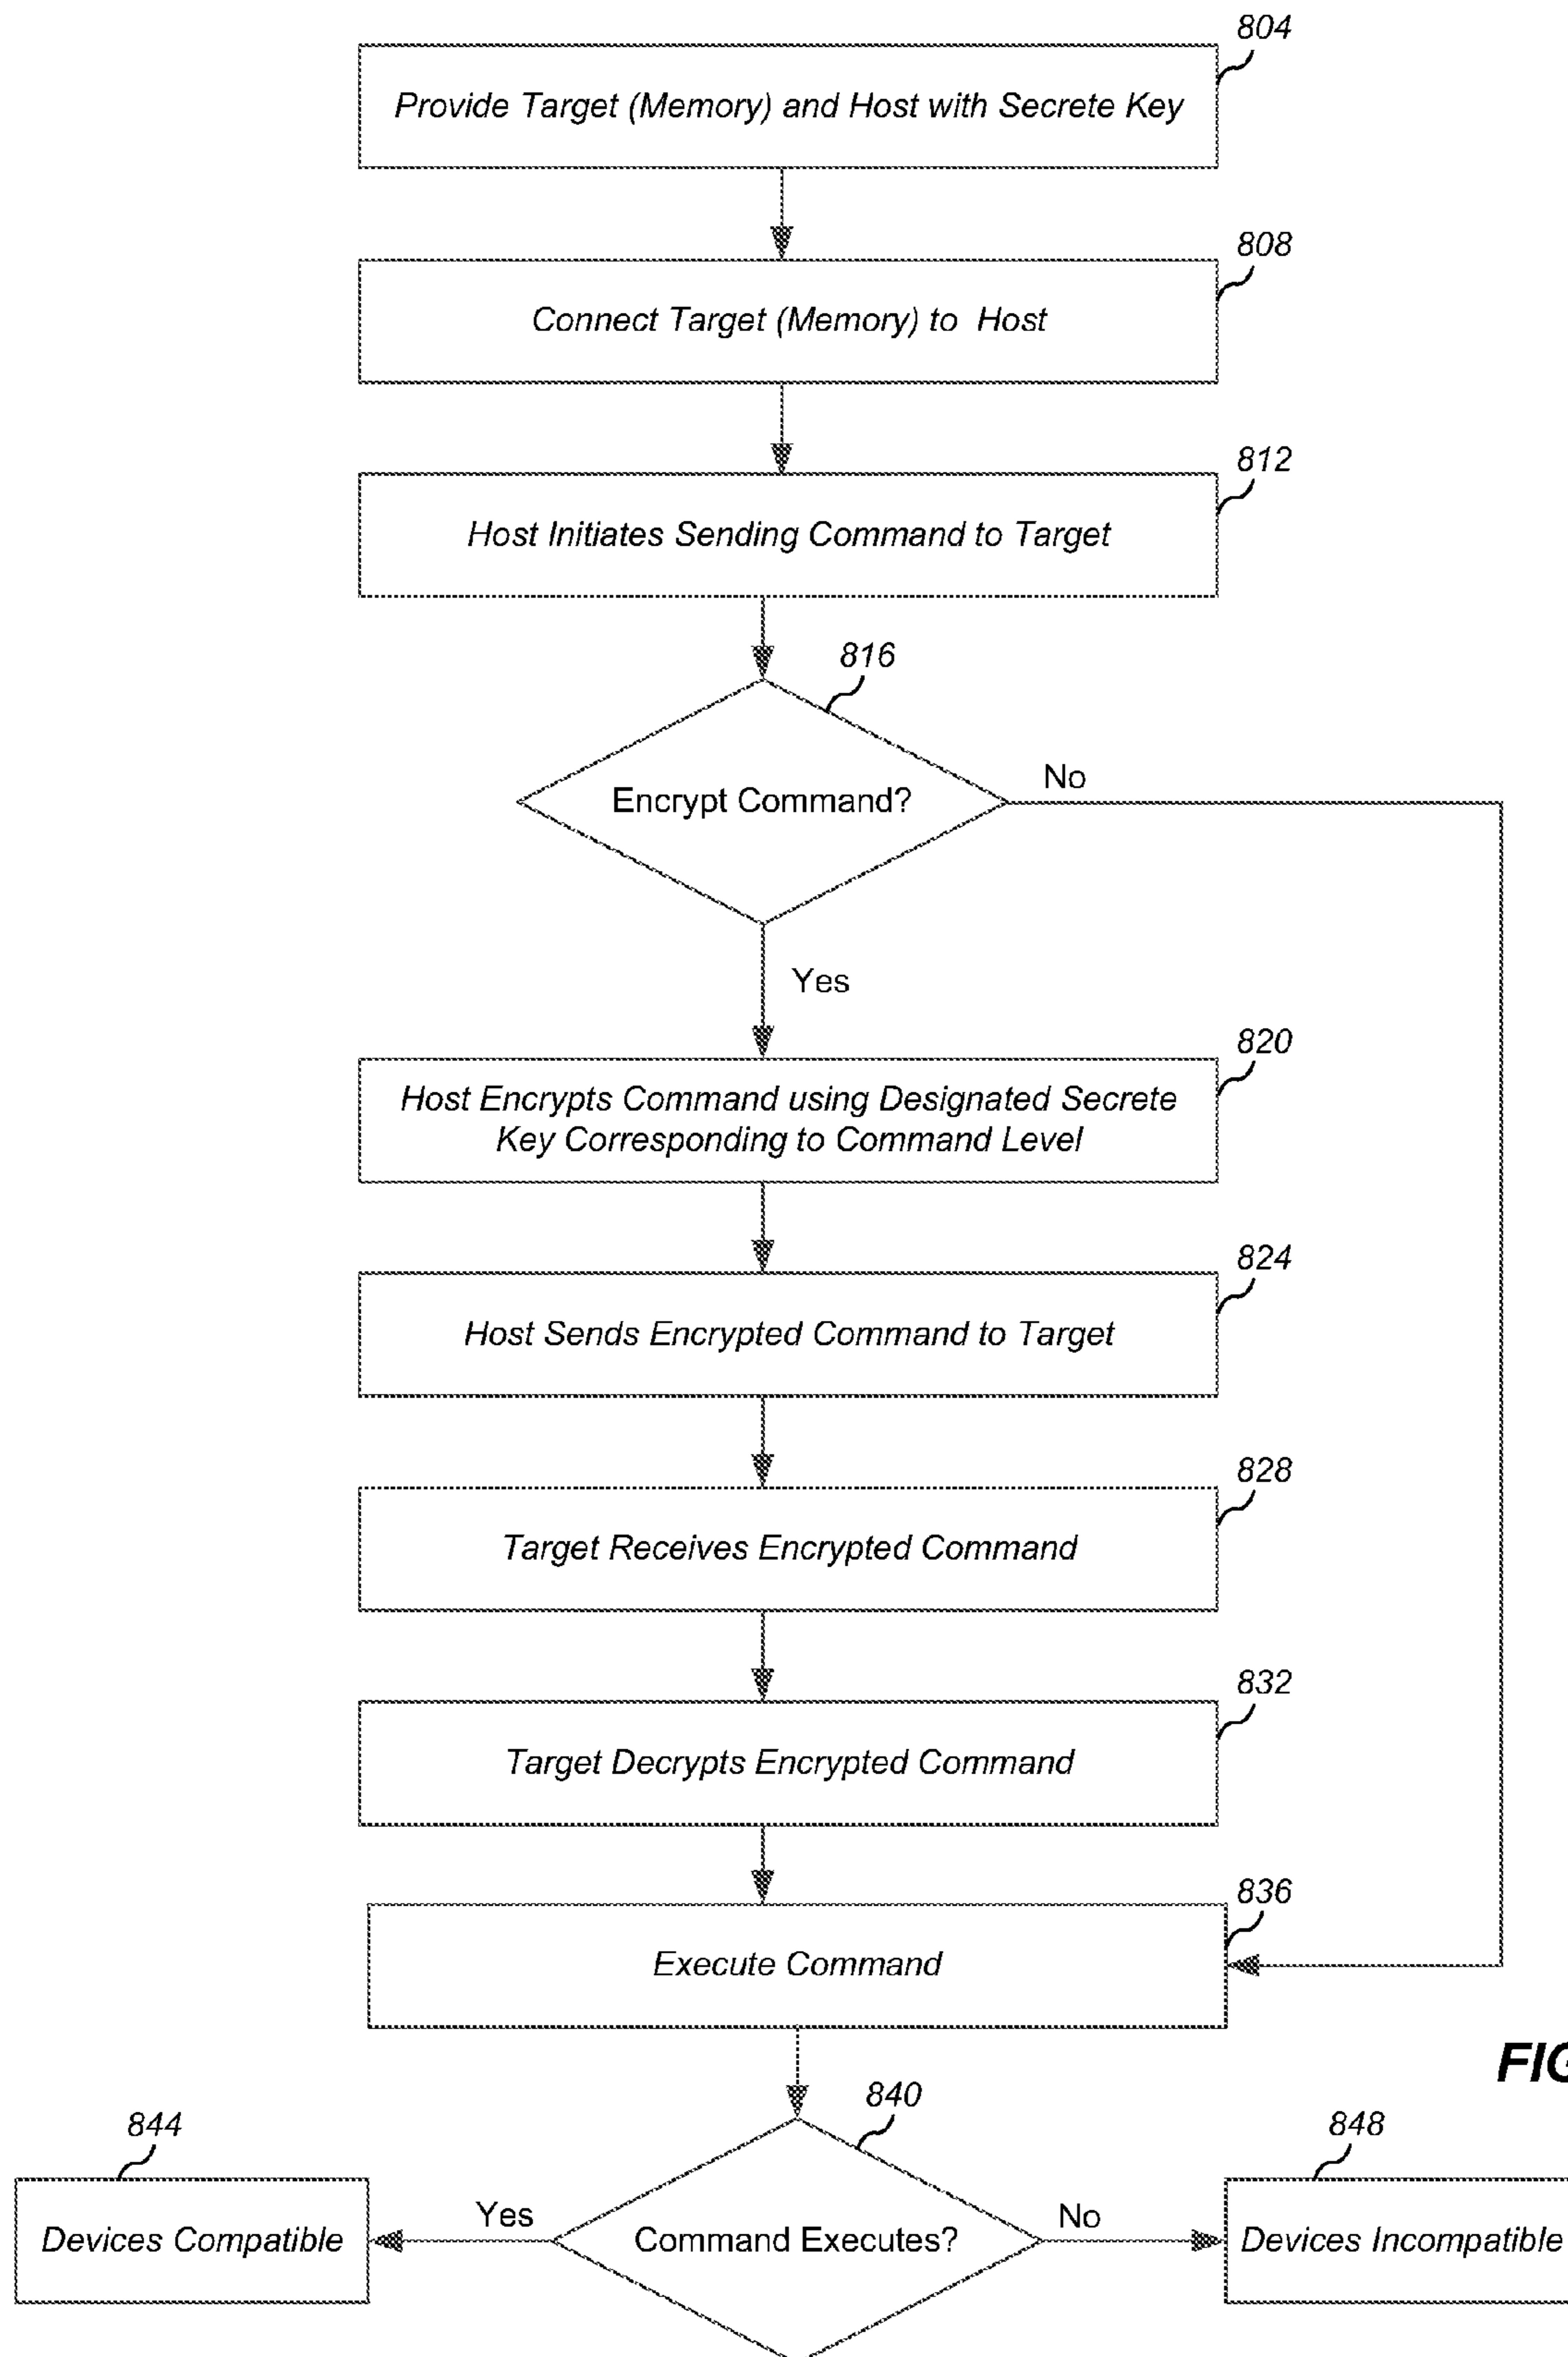 804
Provide Target (Memory) and Host with Secrete Key
808
Connect Target (Memory) to Host
812
Host Initiates Sending Command to Target
816
Encrypt Command?
No
Yes
820
Host Encrypts Command using Designated Secrete
Key Corresponding to Command Level
824
Host Sends Encrypted Command to Target
828
Target Receives Encrypted Command
832
Target Decrypts Encrypted Command
836
Execute Command
FIG
840
844
848
Devices Compatible
Yes
Command Executes?
No
Devices Incompatible